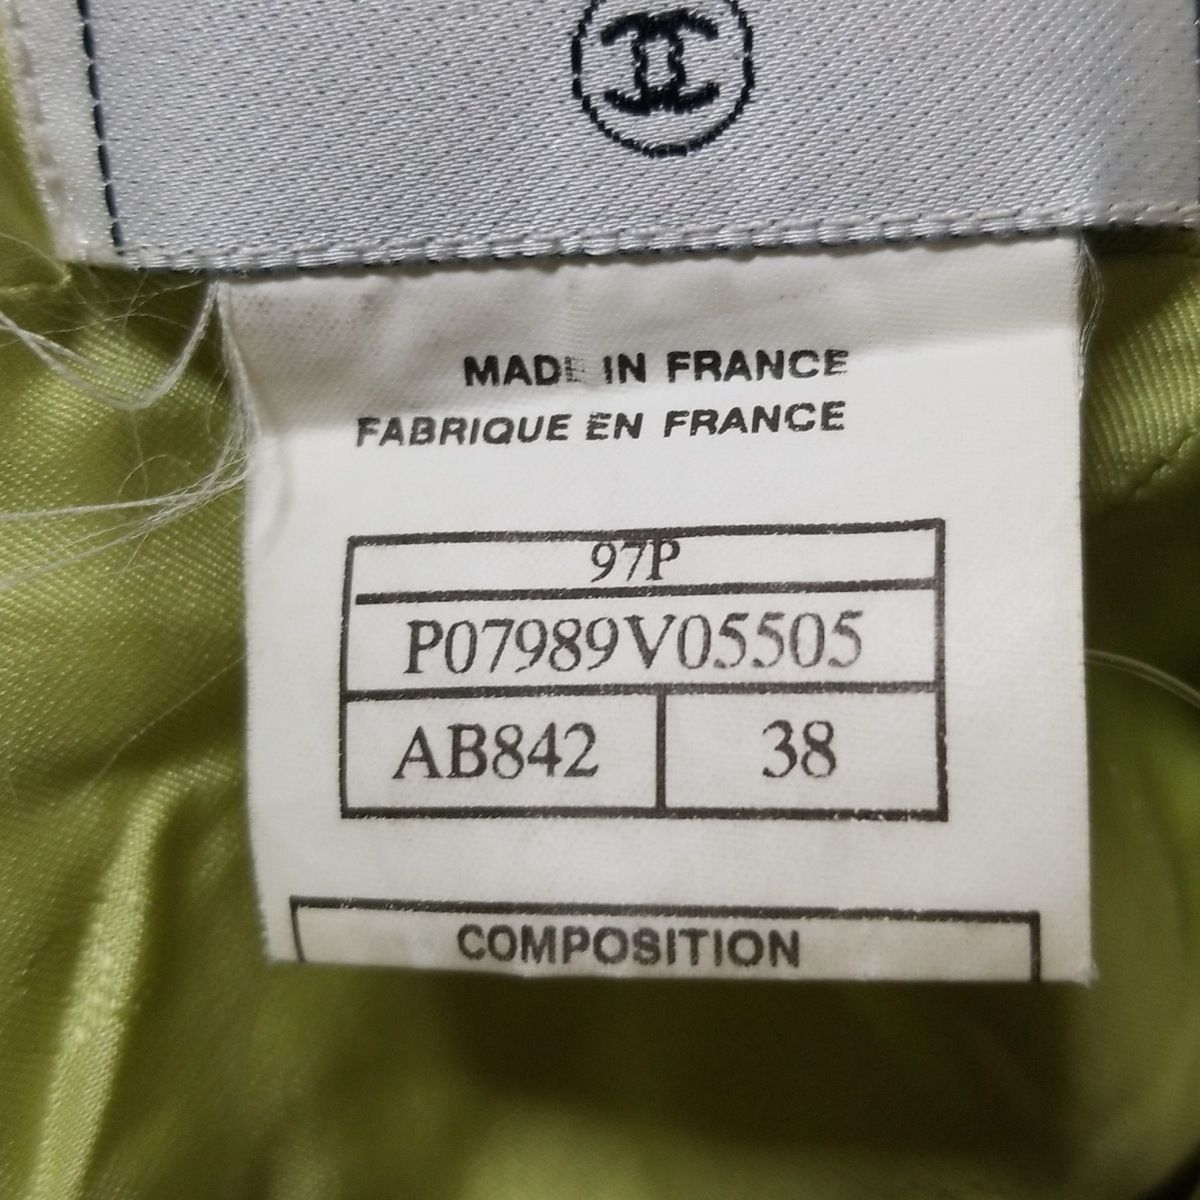 MADE IN FRANCE
FABRIQUE EN FRANCE
97P
P07989V05505
AB842 38
COMPOSITION